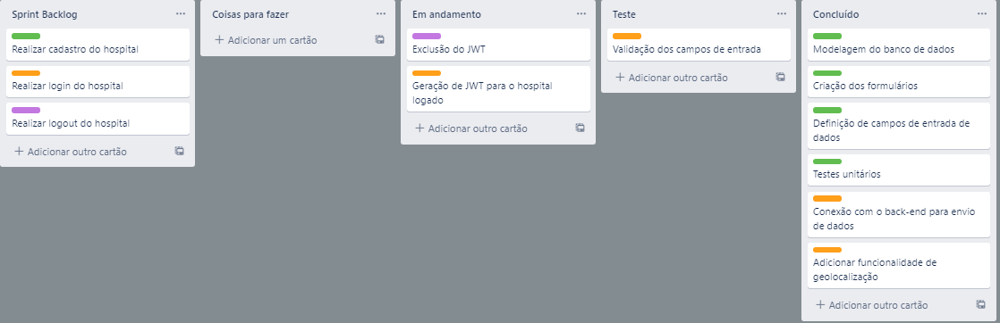 Sprint Backlog
Realizar cadastro do hospital
Realizar login do hospital
Realizar logout do hospital
Adicionar outro cartão
Coisas para fazer
Adicionar um cartão
Em andamento
Exclusão do JWT
Geração de JWT para o hospital
logado
Adicionar outro cartão
Teste
Validação dos campos de entrada
Adicionar outro cartão
Concluído
Modelagem do banco de dados
Criação dos formulários
Definição de campos de entrada de
dados
Testes unitários
Conexão com o back-end para envio
de dados
Adicionar funcionalidade de
geolocalização
Adicionar outro cartão